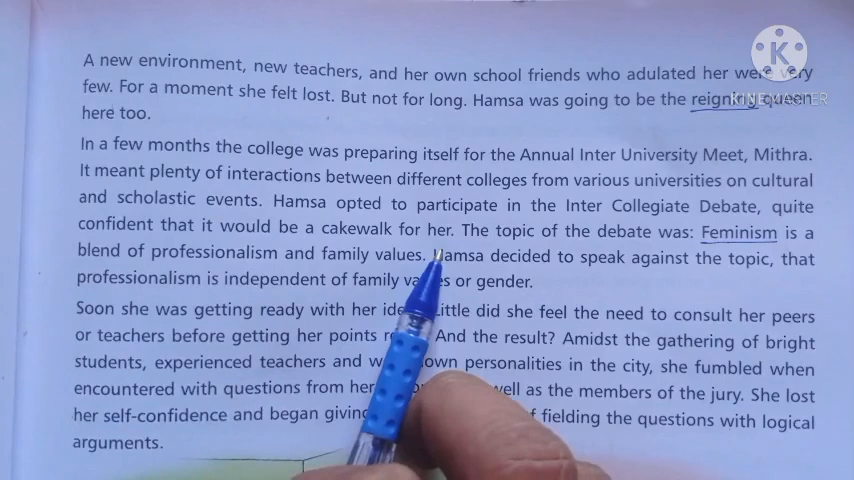 A new environment, new teachers, and her own school friends who adulated her were very
few. For a moment she felt lost. But not for long. Hamsa was going to be the reigning queen
here too.
In a few months the college was preparing itself for the Annual Inter University Meet, Mithra.
It meant plenty of interactions between different colleges from various universities on cultural
and scholastic events. Hamsa opted to participate in the Inter Collegiate Debate, quite
confident that it would be a cakewalk for her. The topic of the debate was: Feminism is a
blend of professionalism and family values. Hamsa decided to speak against the topic, that
professionalism is independent of family values or gender.
Soon she was getting ready with her Little did she feel the need to consult her peers
or teachers before getting her points And the result? Amidst the gathering of bright
students, experienced teachers and personalities in the city, she fumbled when
encountered with questions from her well as the members of the jury. She lost
her self-confidence and began giving fielding the questions with logical
arguments.
K
KINEMASTER